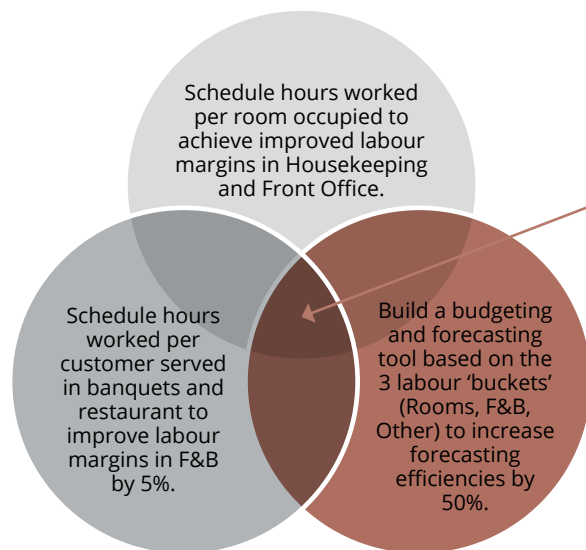 Schedule hours worked
per room occupied to
achieve improved labour
margins in Housekeeping
and Front Office.
Schedule hours
worked per
customer served
in banquets and
restaurant to
improve labour
margins in F&B
by 5%.
Build a budgeting
and forecasting
tool based on the
3 labour ‘buckets’
(Rooms, F&B,
Other) to increase
forecasting
efficiencies by
50%.